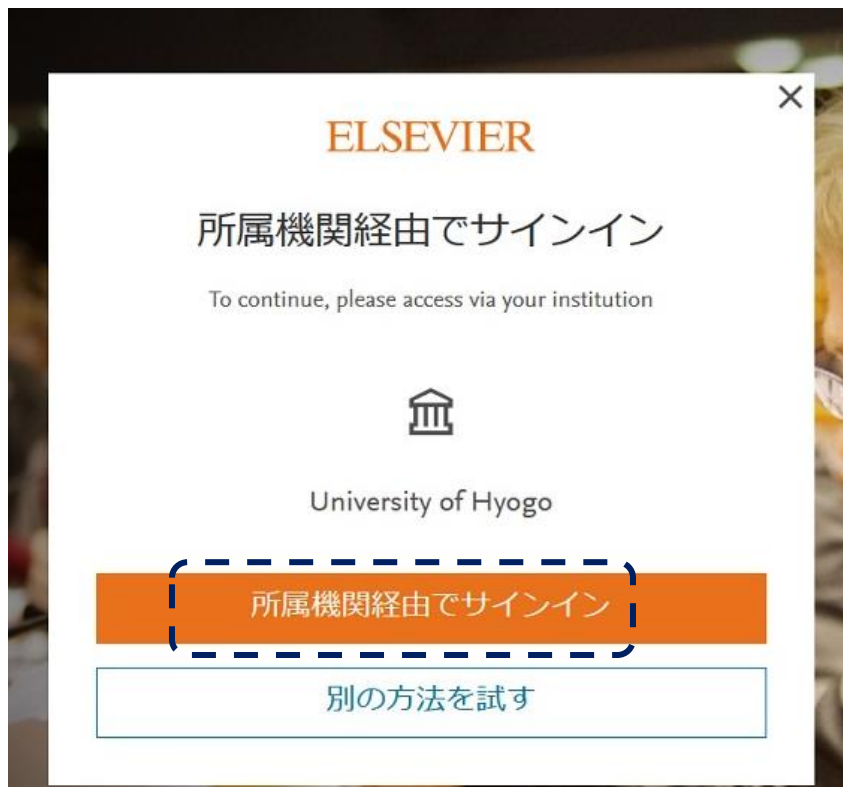 ELSEVIER
所属機関経由でサインイン
To continue, please access via your institution
University of Hyogo
所属機関経由でサインイン
別の方法を試す